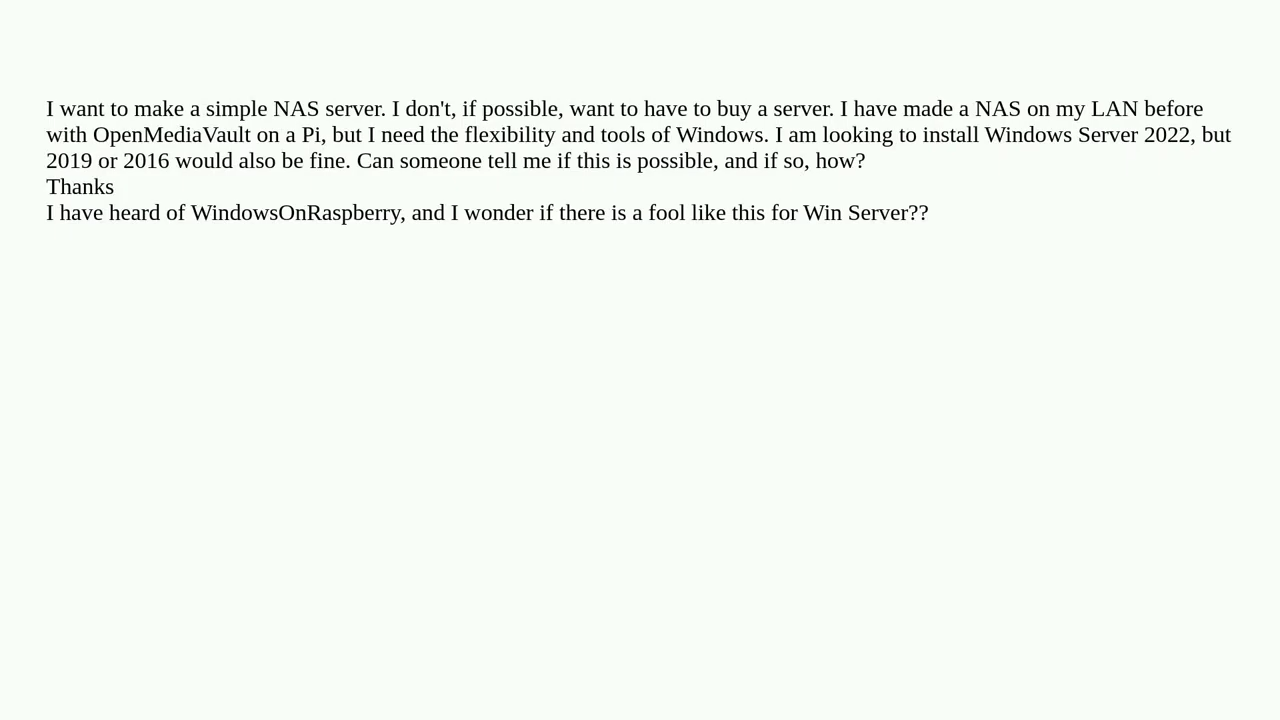 I want to make a simple NAS server. I don't, if possible, want to have to buy a server. I have made a NAS on my LAN before
with OpenMediaVault on a Pi, but I need the flexibility and tools of Windows. I am looking to install Windows Server 2022, but
2019 or 2016 would also be fine. Can someone tell me if this is possible, and if so, how?
Thanks
I have heard of WindowsOnRaspberry, and I wonder if there is a fool like this for Win Server??